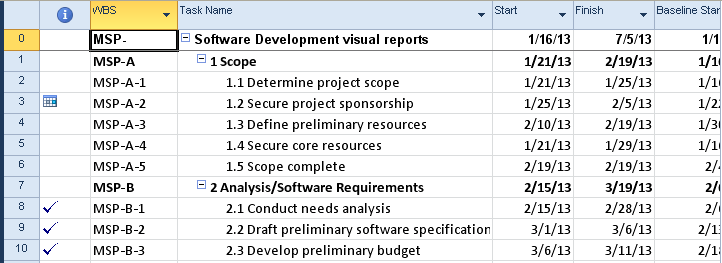 WBS Task Name Start Finish Baseline Star
0 MSP- Software Development visual reports 1/16/13 7/5/13 1/1
1 MSP-A 1 Scope 1/21/13 2/19/13 1/16
2 MSP-A-1 1.1 Determine project scope 1/21/13 1/25/13 1/16
3 MSP-A-2 1.2 Secure project sponsorship 1/25/13 2/5/13 1/22
4 MSP-A-3 1.3 Define preliminary resources 2/10/13 2/19/13 1/30
5 MSP-A-4 1.4 Secure core resources 1/21/13 1/29/13 1/16
6 MSP-A-5 1.5 Scope complete 2/19/13 2/19/13 2/
7 MSP-B 2 Analysis/Software Requirements 2/15/13 3/19/13 2/
8 MSP-B-1 2.1 Conduct needs analysis 2/15/13 2/28/13 2/
9 MSP-B-2 2.2 Draft preliminary software specification 3/1/13 3/6/13 2/13
10 MSP-B-3 2.3 Develop preliminary budget 3/6/13 3/11/13 2/18